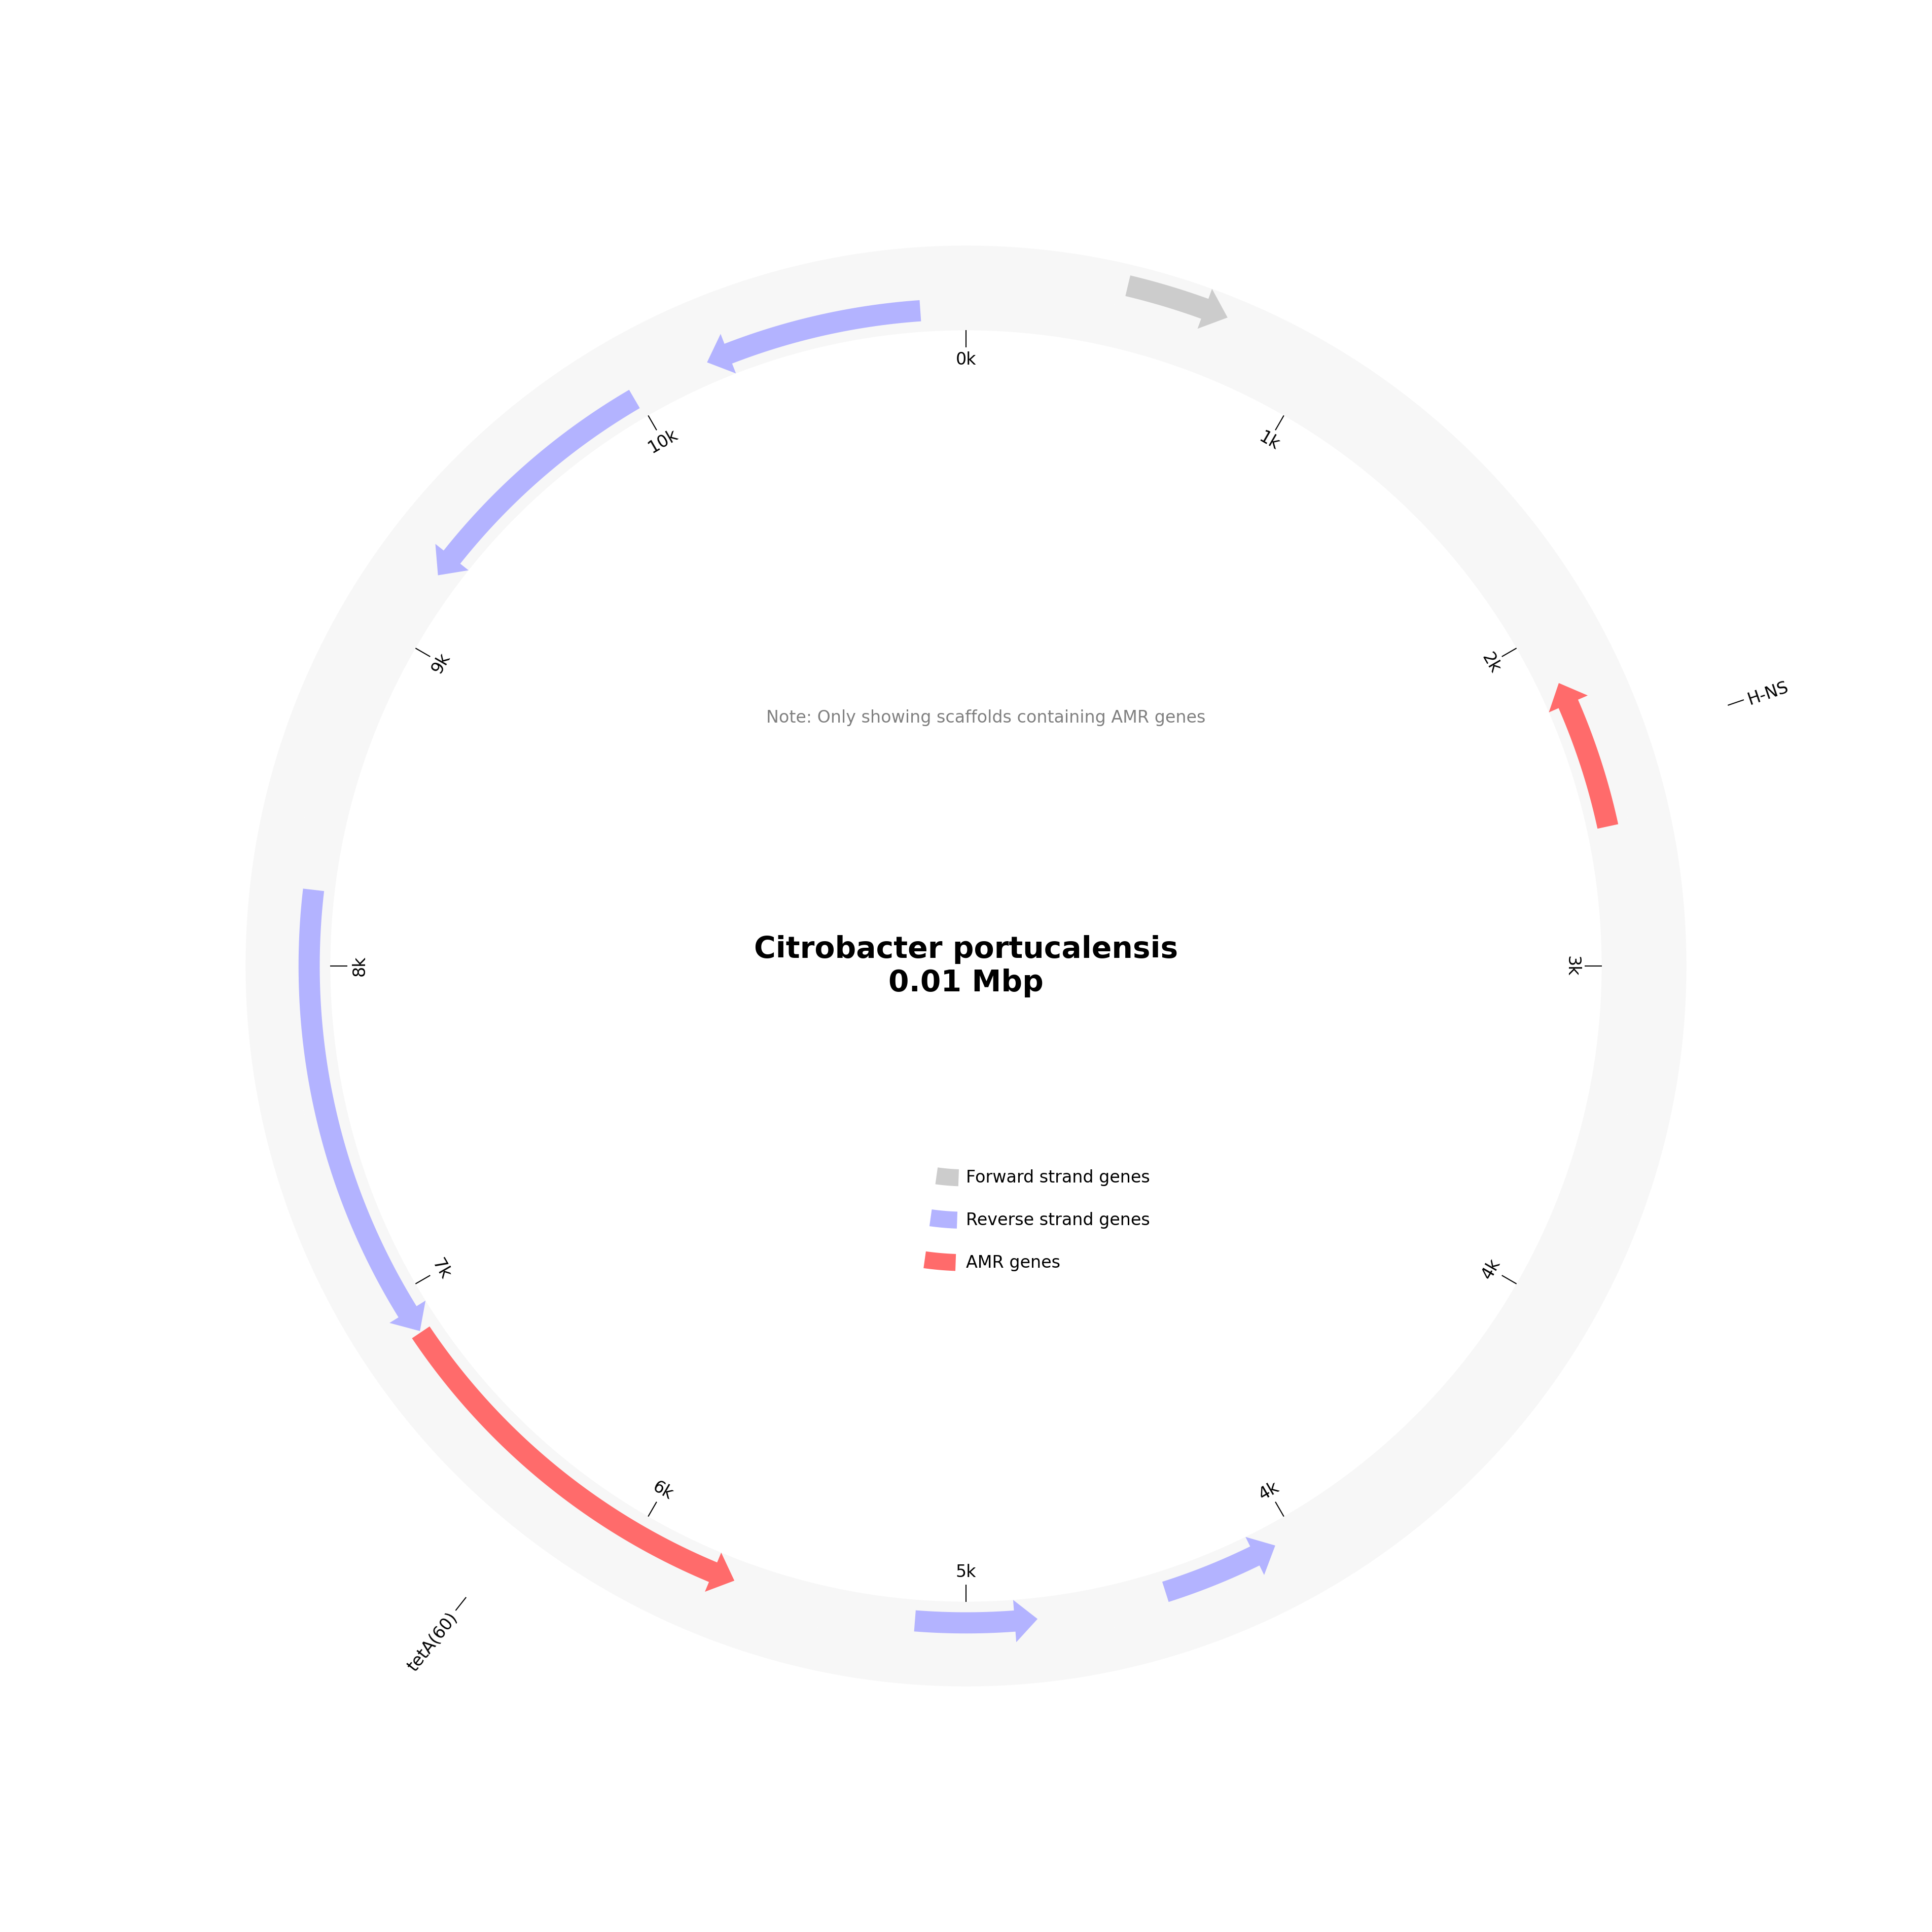 0k
10k
1k
9k
2k
H-NS
Note: Only showing scaffolds containing AMR genes
Citrobacter portucalensis
0.01 Mbp
8k
3k
Forward strand genes
Reverse strand genes
AMR genes
7k
4k
6k
4k
5k
tetA(60)